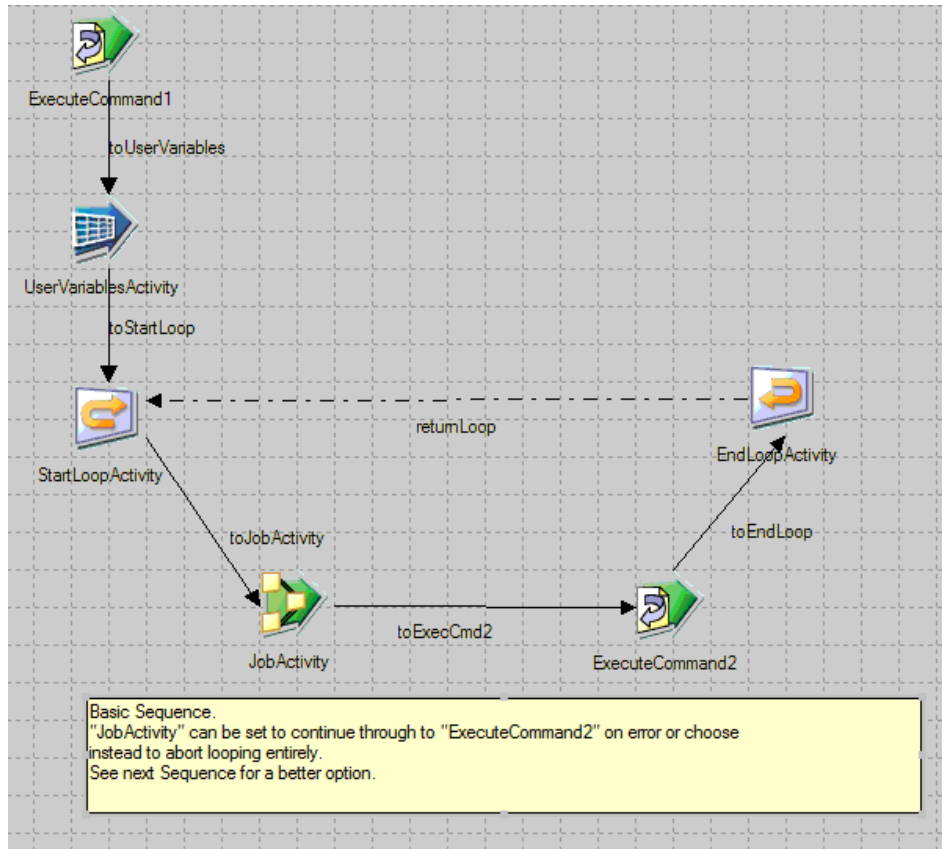 ExecuteCommand1
toUserVariables
UserVariablesActivity
toStartLoop
returnLoop
StartLoopActivity
EndLoopActivity
toJobActivity
toEndLoop
toExecCmd2
JobActivity
ExecuteCommand2
Basic Sequence.
"JobActivity" can be set to continue through to "ExecuteCommand2" on error or choose
instead to abort looping entirely.
See next Sequence for a better option.